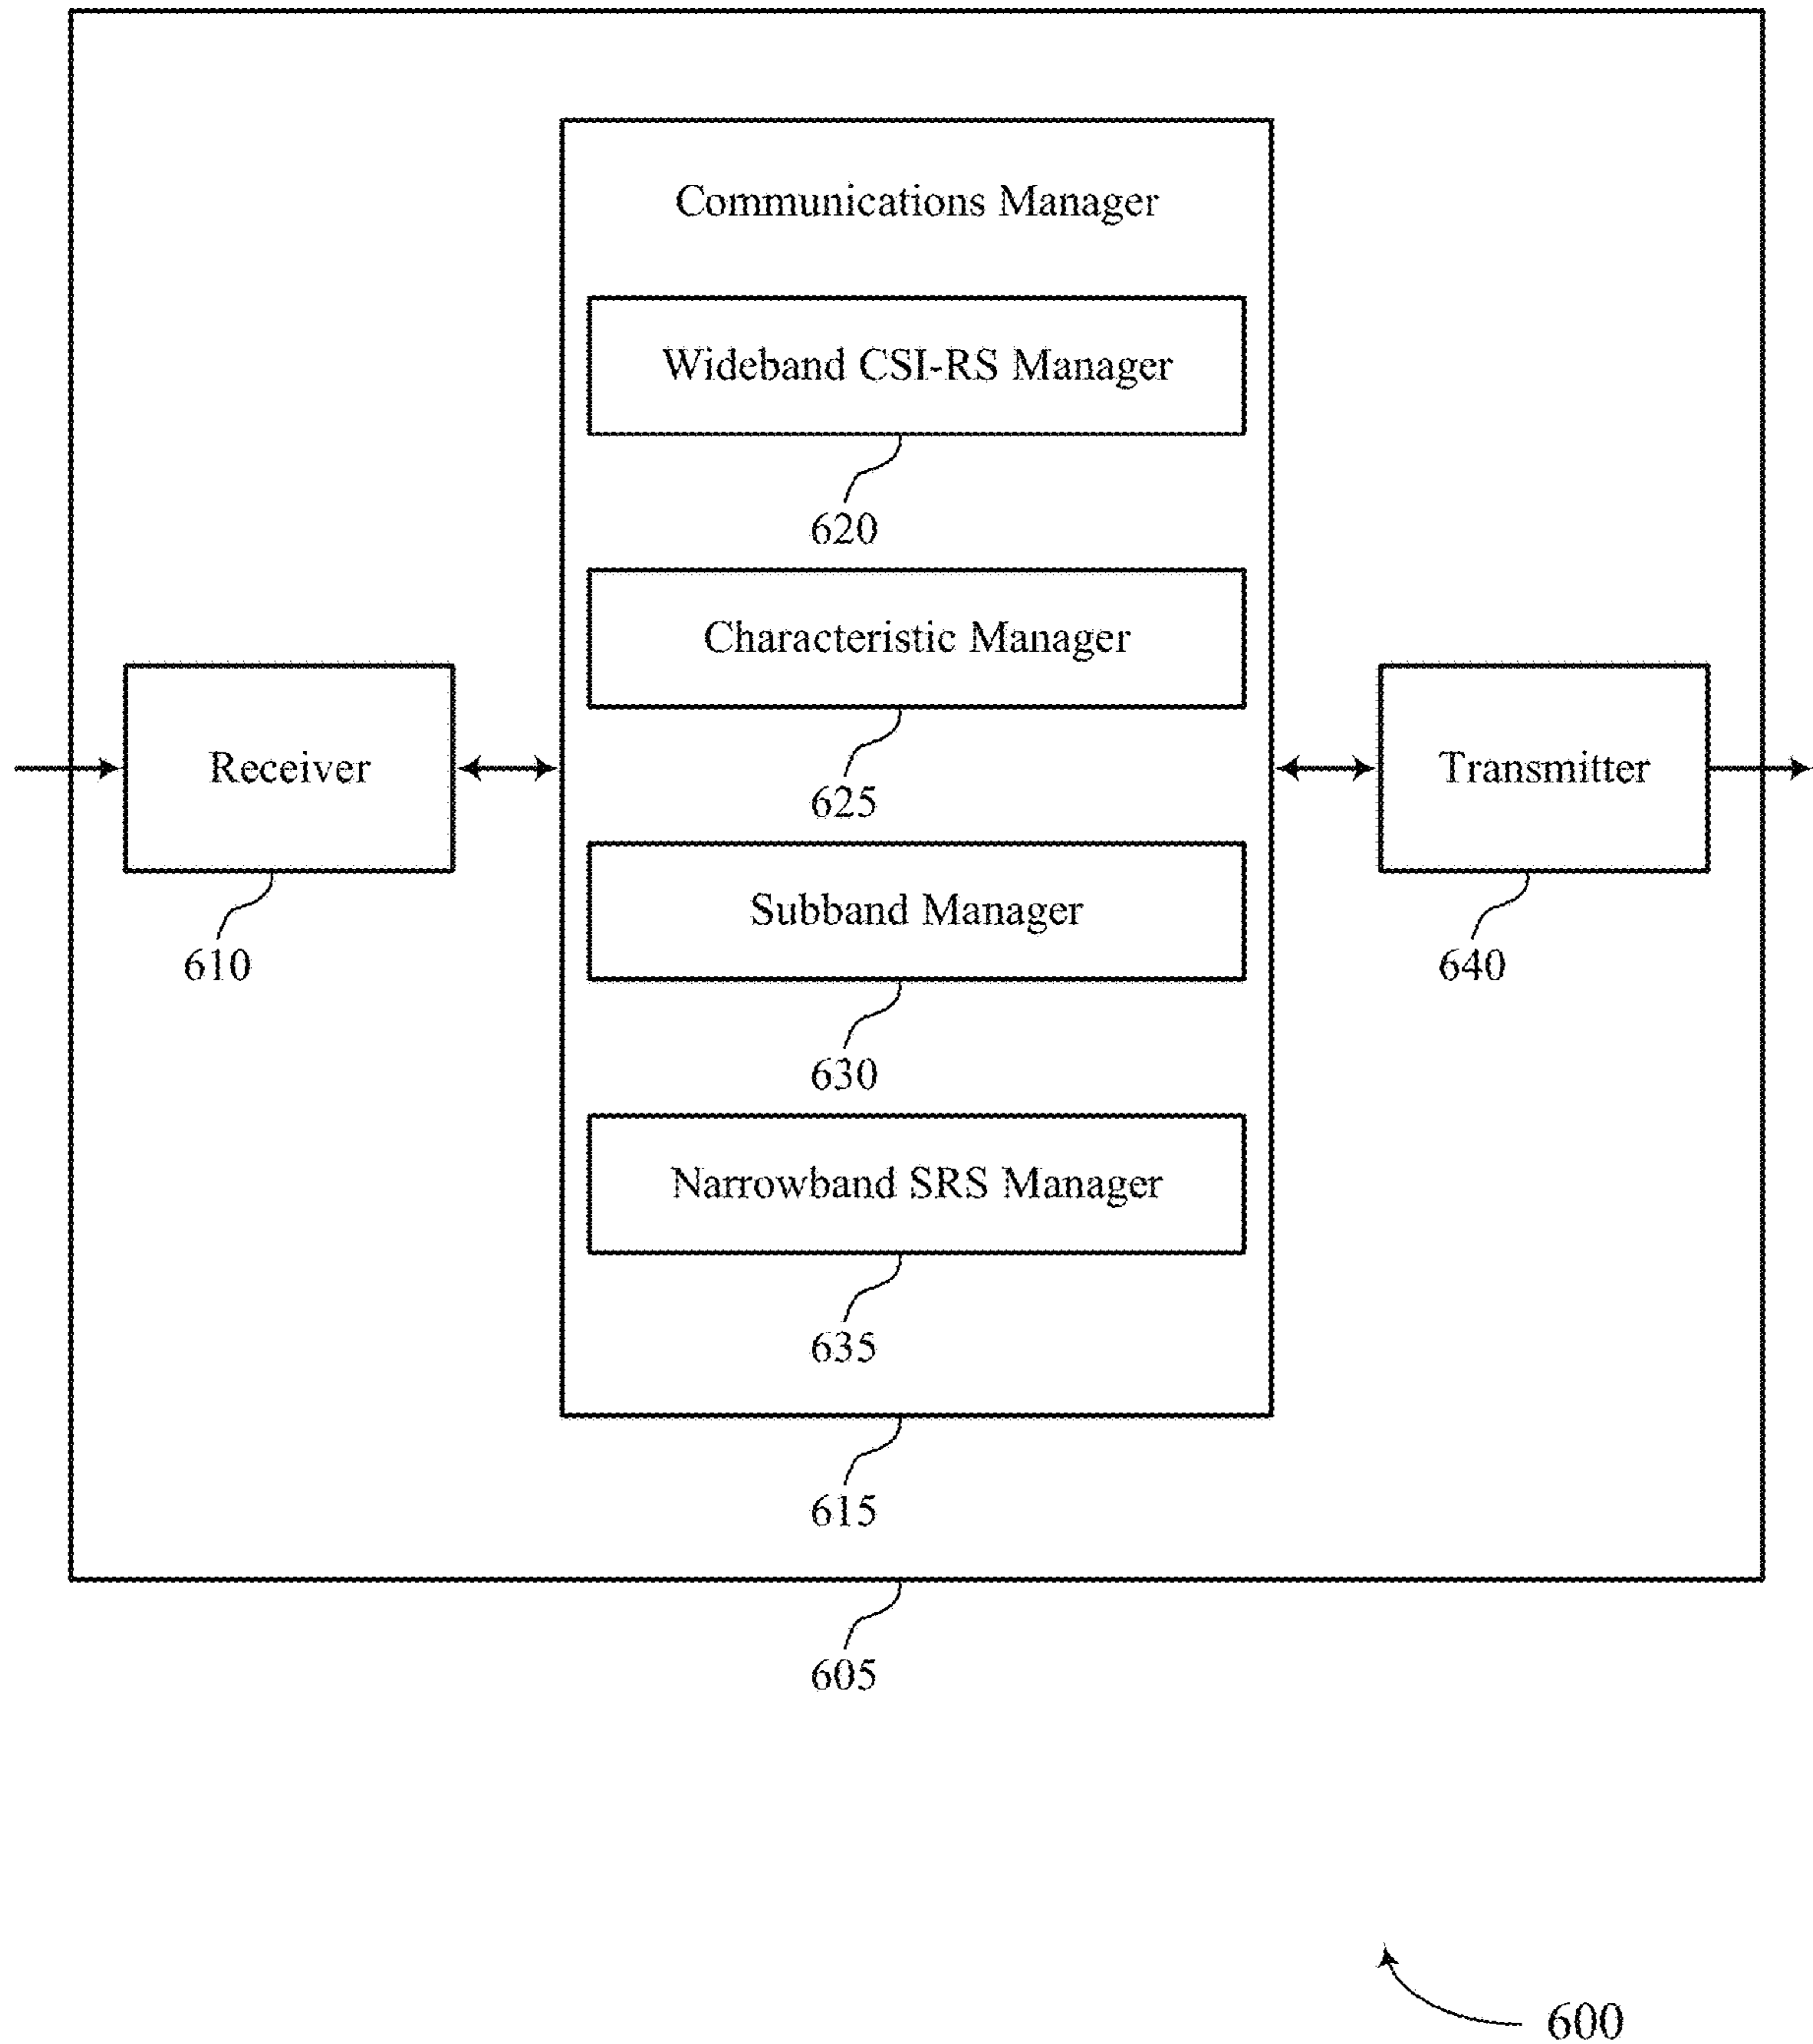 Communications Manager
Wideband CSI-RS Manager
620
Characteristic Manager
625
Receiver
610
Transmitter
640
Subband Manager
630
Narrowband SRS Manager
635
615
605
600